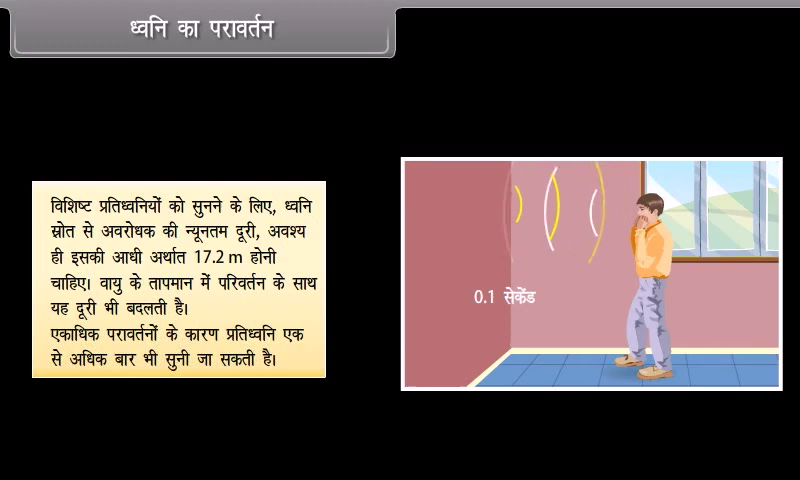 ध्वनि का परावर्तन
विशिष्ट प्रतिध्वनियों को सुनने के लिए, ध्वनि
स्रोत से अवरोधक की न्यूनतम दूरी, अवश्य
ही इसकी आधी अर्थात 17.2 m होनी
चाहिए। वायु के तापमान में परिवर्तन के साथ
यह दूरी भी बदलती है।
एकाधिक परावर्तनों के कारण प्रतिध्वनि एक
से अधिक बार भी सुनी जा सकती है।
0.1 सेकेंड